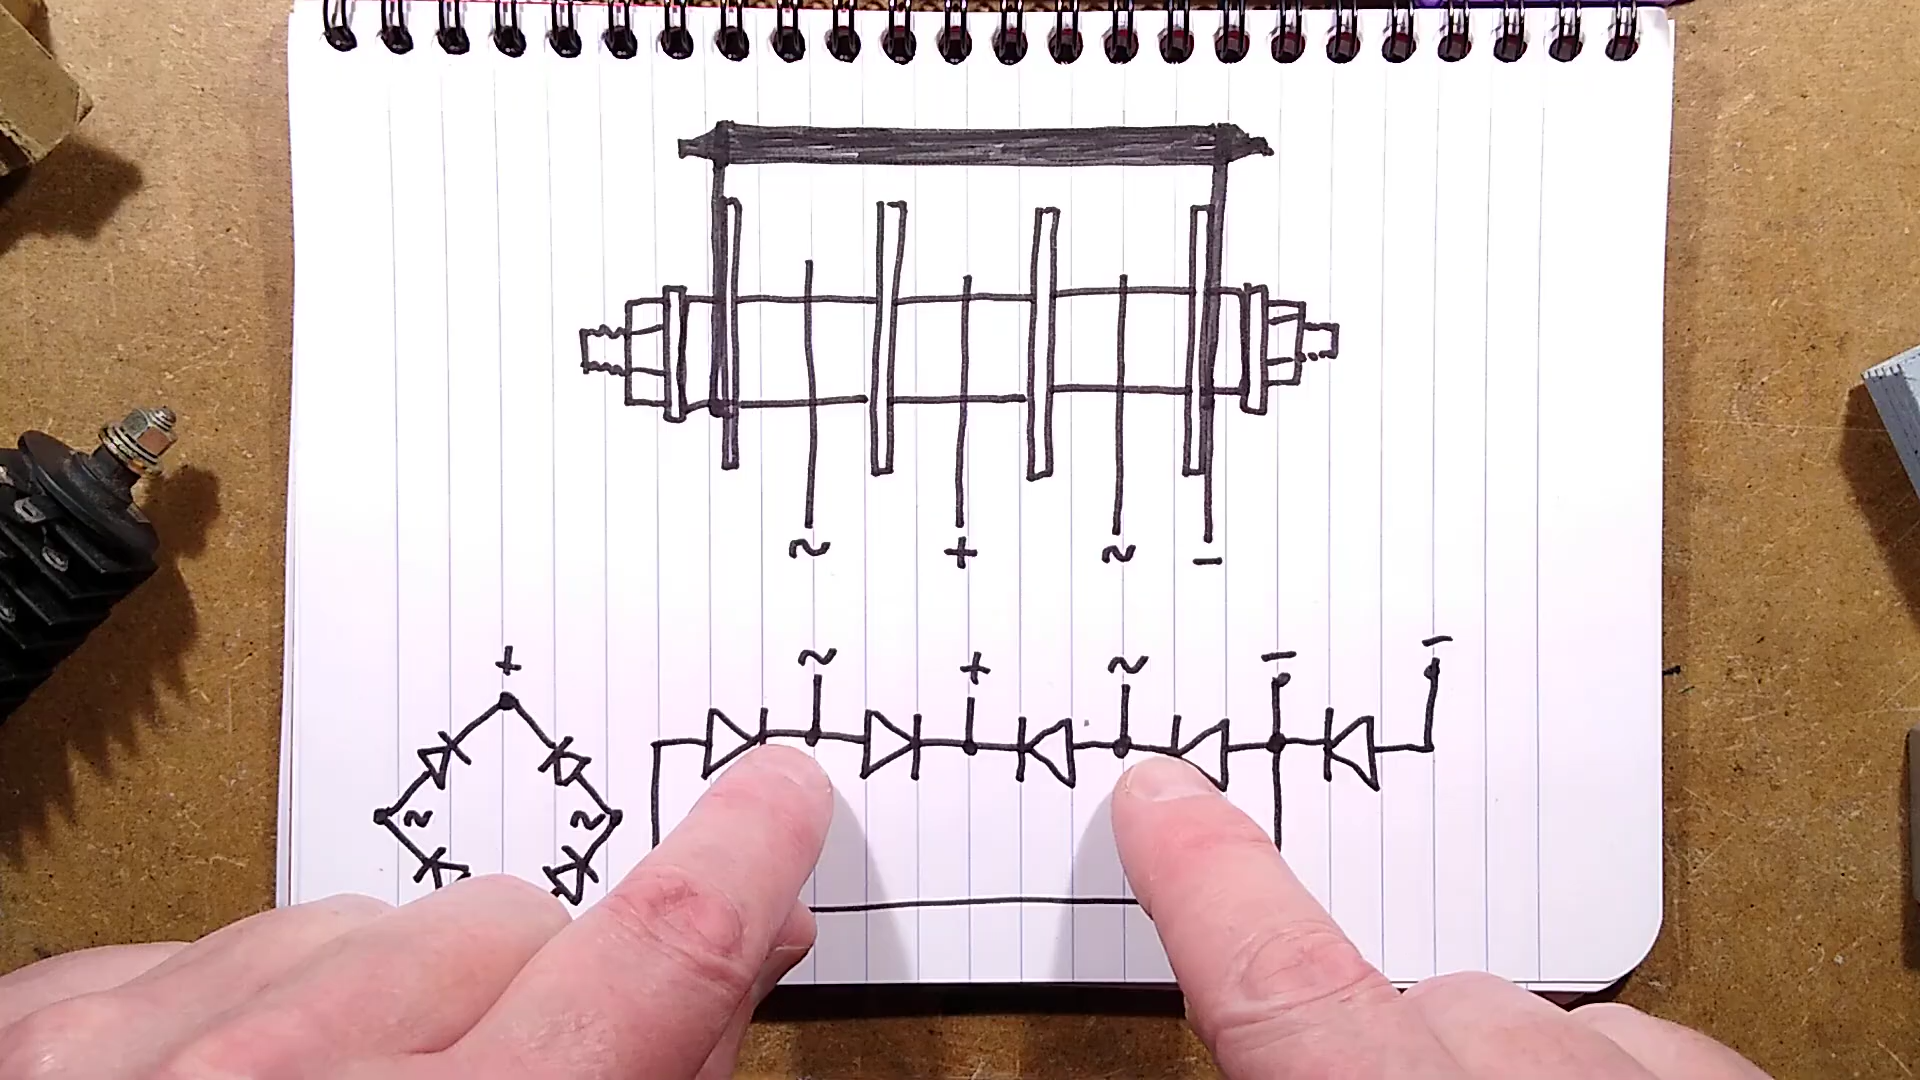 ~ + ~ −
+ ~ + ~ − −
~ ~